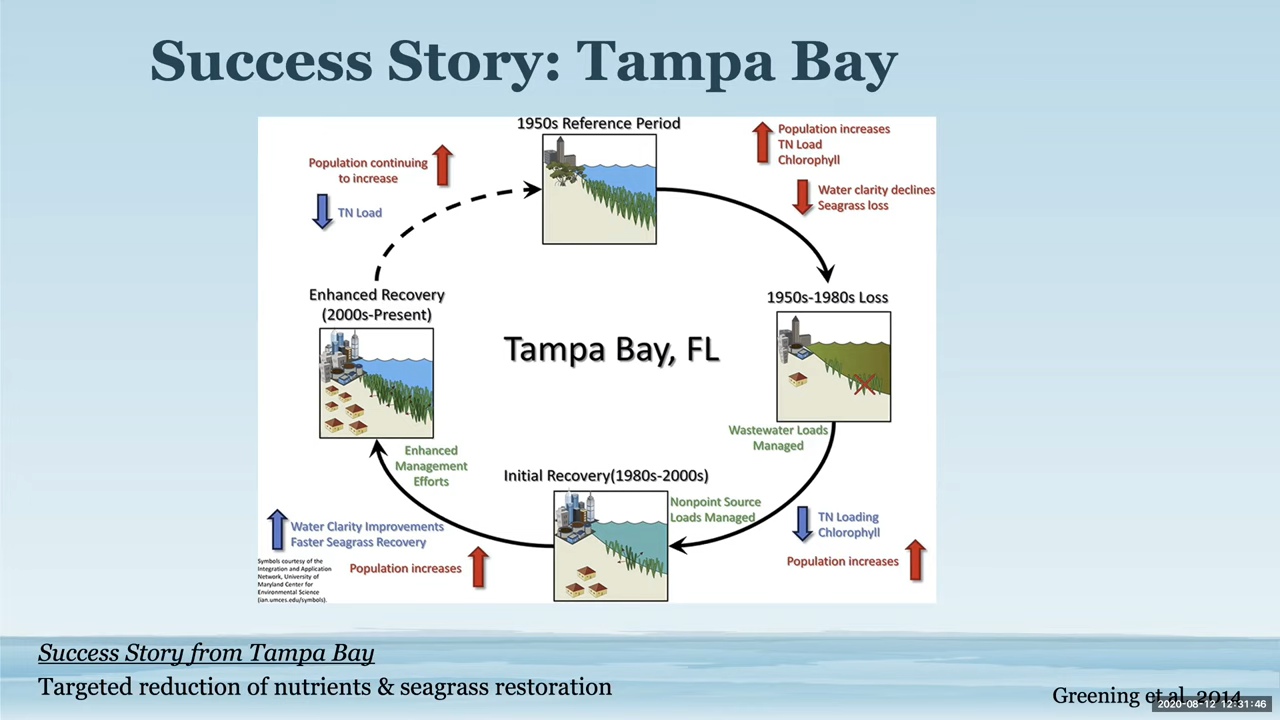 Success Story: Tampa Bay
1950s Reference Period
Population increases
TN Load
Chlorophyll
Water clarity declines
Seagrass loss
Population continuing
to increase
TN Load
Enhanced Recovery
(2000s-Present)
1950s-1980s Loss
Tampa Bay, FL
Wastewater Loads
Managed
Enhanced
Management
Efforts
Initial Recovery(1980s-2000s)
Nonpoint Source
Loads Managed
TN Loading
Chlorophyll
Population increases
Water Clarity Improvements
Faster Seagrass Recovery
Population increases
Symbols courtesy of the
Integration and Application
Network, University of
Maryland Center for
Environmental Science
(ian.umces.edu/symbols).
Success Story from Tampa Bay
Targeted reduction of nutrients & seagrass restoration
Greening et al. 2014
2020-08-12 12:31:46